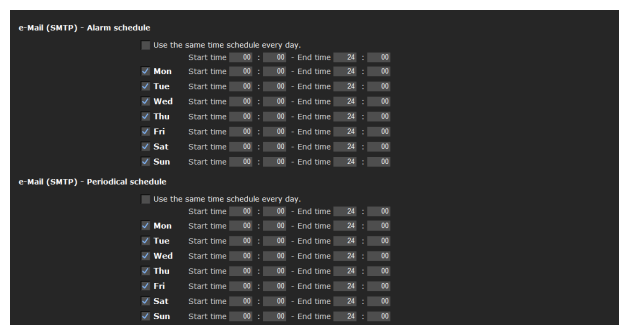 e-Mail (SMTP) - Alarm schedule
Use the same time schedule every day.
Start time 00 : 00 - End time 24 : 00
Mon Start time 00 : 00 - End time 24 : 00
Tue Start time 00 : 00 - End time 24 : 00
Wed Start time 00 : 00 - End time 24 : 00
Thu Start time 00 : 00 - End time 24 : 00
Fri Start time 00 : 00 - End time 24 : 00
Sat Start time 00 : 00 - End time 24 : 00
Sun Start time 00 : 00 - End time 24 : 00
e-Mail (SMTP) - Periodical schedule
Use the same time schedule every day.
Start time 00 : 00 - End time 24 : 00
Mon Start time 00 : 00 - End time 24 : 00
Tue Start time 00 : 00 - End time 24 : 00
Wed Start time 00 : 00 - End time 24 : 00
Thu Start time 00 : 00 - End time 24 : 00
Fri Start time 00 : 00 - End time 24 : 00
Sat Start time 00 : 00 - End time 24 : 00
Sun Start time 00 : 00 - End time 24 : 00